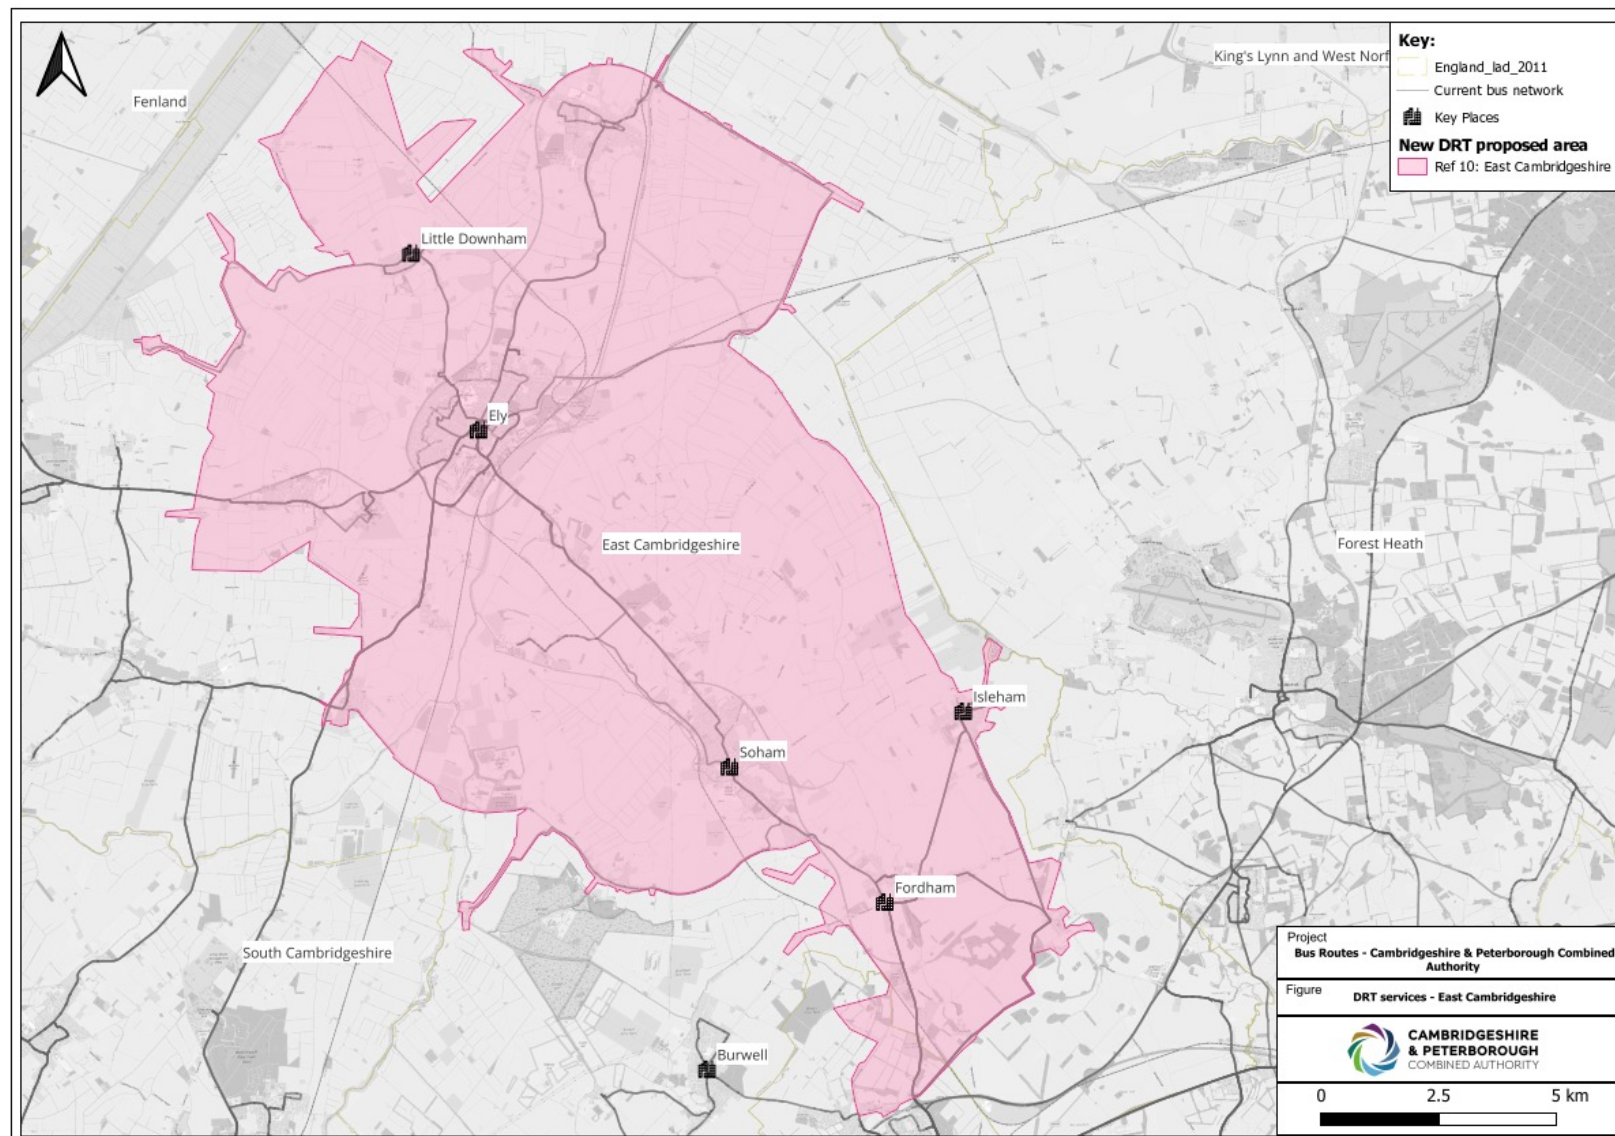 Fenland
King's Lynn and West Norf
Key:
England_lad_2011
Current bus network
Key Places
New DRT proposed area
Ref 10: East Cambridgeshire
Little Downham
Ely
East Cambridgeshire
Forest Heath
Isleham
Soham
Fordham
South Cambridgeshire
Burwell
Project
Bus Routes - Cambridgeshire & Peterborough Combined
Authority
Figure
DRT services - East Cambridgeshire
CAMBRIDGESHIRE
& PETERBOROUGH
COMBINED AUTHORITY
0 2.5 5 km